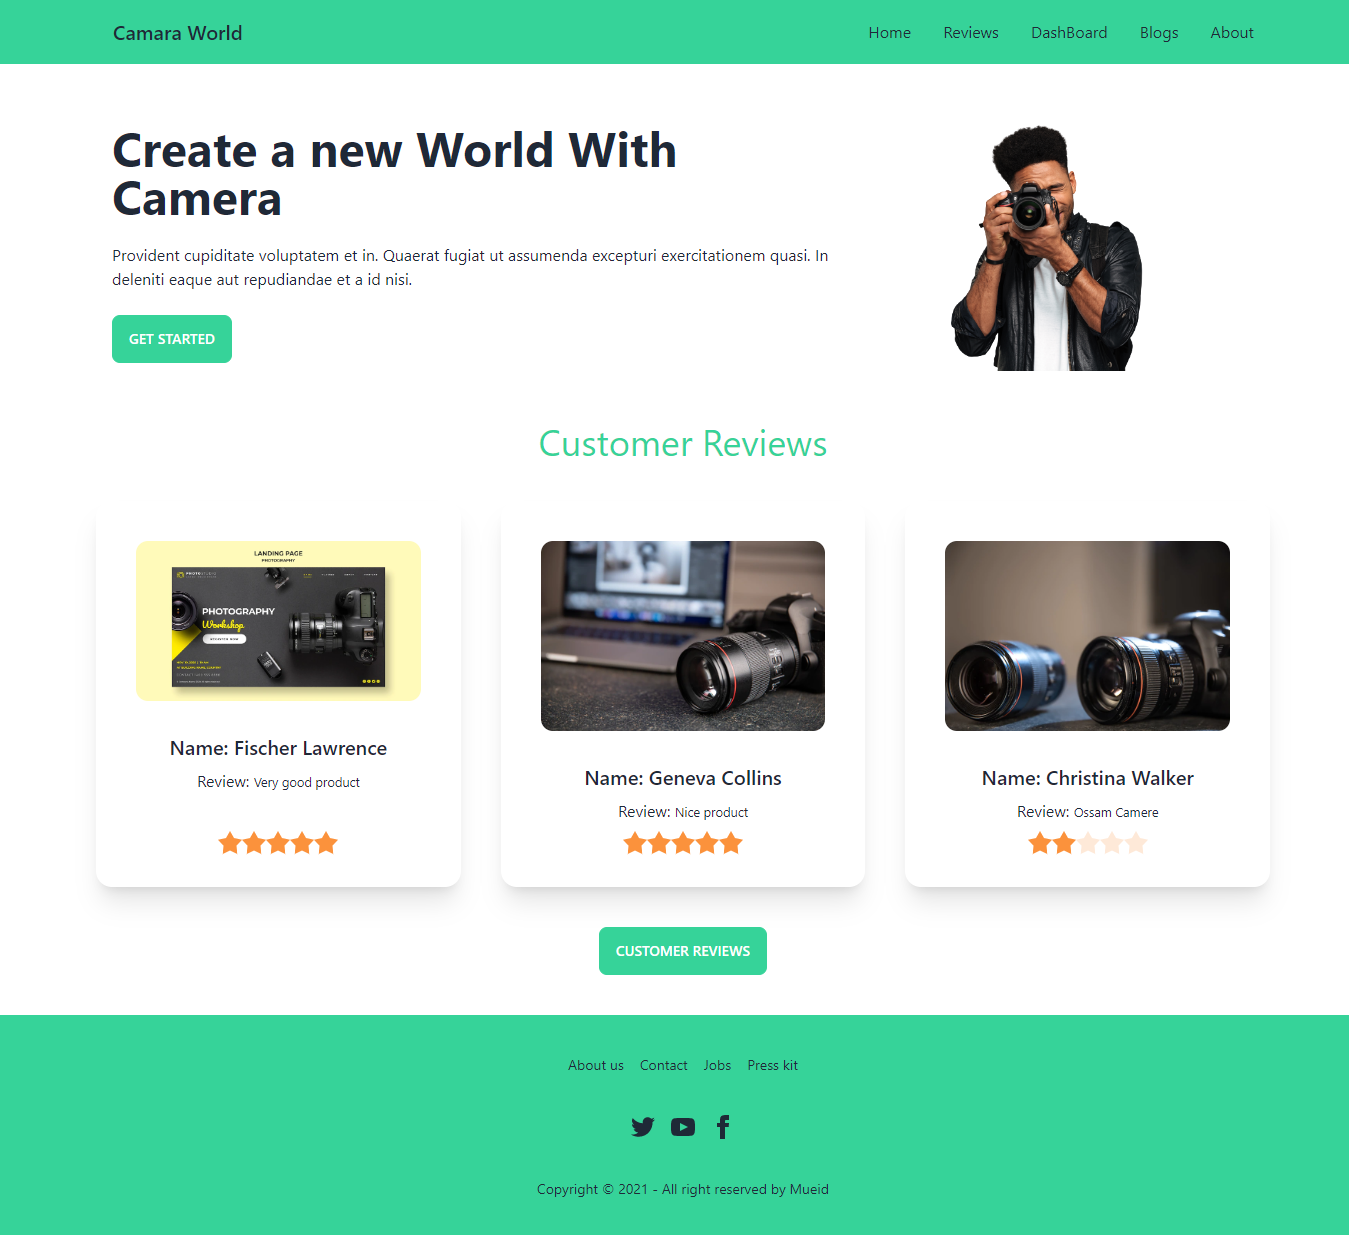 Camara World
Home Reviews DashBoard Blogs About
Create a new World With
Camera
Provident cupiditate voluptatem et in. Quaerat fugiat ut assumenda excepturi exercitationem quasi. In
deleniti eaque aut repudiandae et a id nisi.
GET STARTED
Customer Reviews
LANDING PAGE
PHOTOGRAPHY
PHOTOGRAPHY
Workshop
Name: Fischer Lawrence
Review: Very good product
Name: Geneva Collins
Review: Nice product
Name: Christina Walker
Review: Ossam Camere
CUSTOMER REVIEWS
About us Contact Jobs Press kit
Copyright © 2021 - All right reserved by Mueid